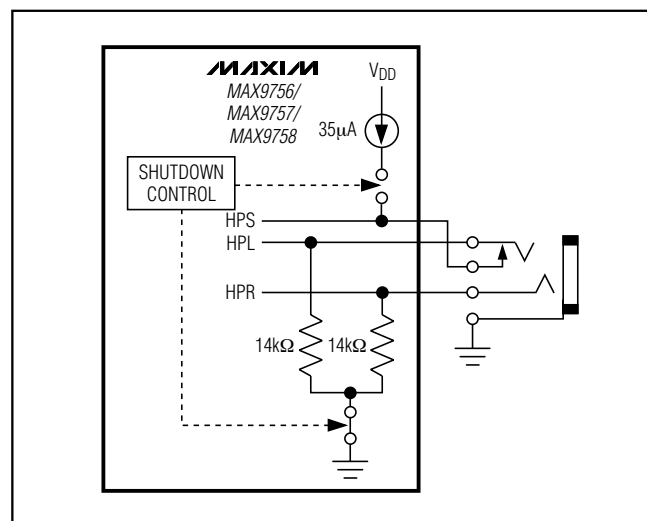 MAXIM
MAX9756/
MAX9757/
MAX9758
VDD
35μA
SHUTDOWN
CONTROL
HPS
HPL
HPR
14kΩ 14kΩ